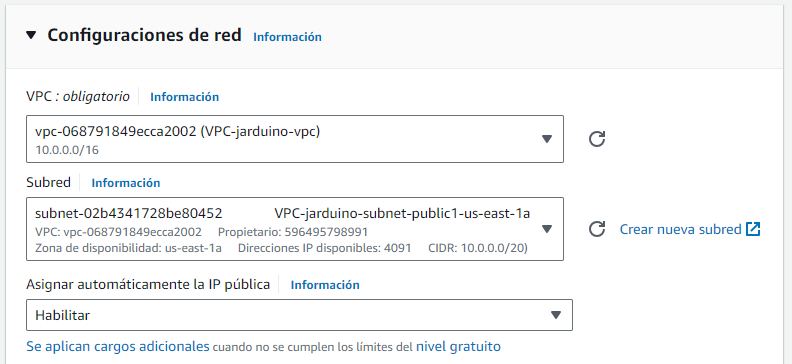 Configuraciones de red Información
VPC : obligatorio Información
vpc-068791849ecca2002 (VPC-jarduino-vpc)
10.0.0.0/16
Subred Información
subnet-02b4341728be80452 VPC-jarduino-subnet-public1-us-east-1a
VPC: vpc-068791849ecca2002 Propietario: 596495798991
Zona de disponibilidad: us-east-1a Direcciones IP disponibles: 4091 CIDR: 10.0.0.0/20)
Crear nueva subred
Asignar automáticamente la IP pública Información
Habilitar
Se aplican cargos adicionales cuando no se cumplen los límites del nivel gratuito